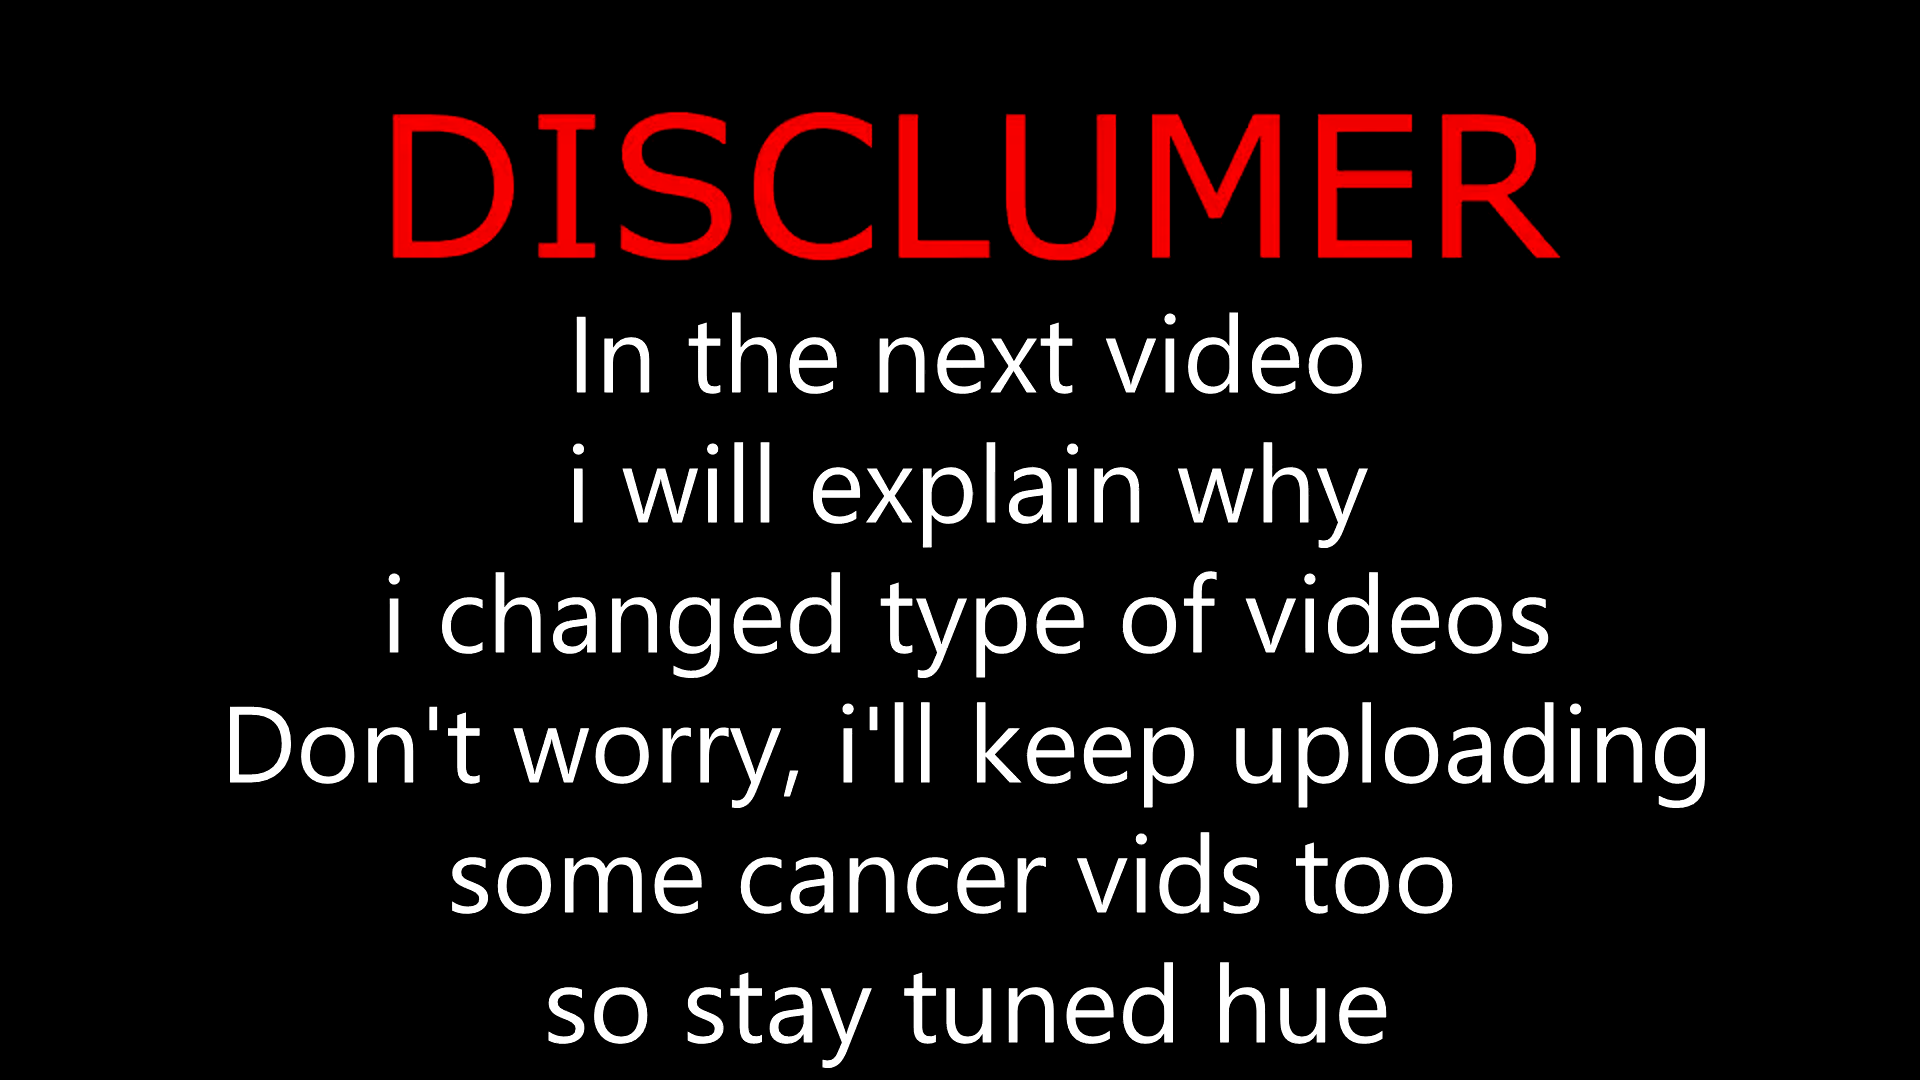 DISCLUMER
In the next video
i will explain why
i changed type of videos
Don't worry, i'll keep uploading
some cancer vids too
so stay tuned hue